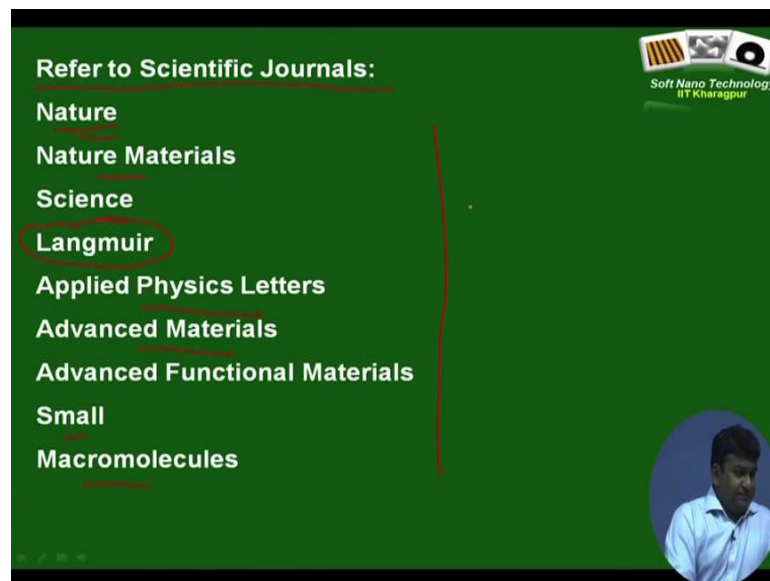 Refer to Scientific Journals:
Nature
Nature Materials
Science
Langmuir
Applied Physics Letters
Advanced Materials
Advanced Functional Materials
Small
Macromolecules
Soft Nano Technology
IIT Kharagpur